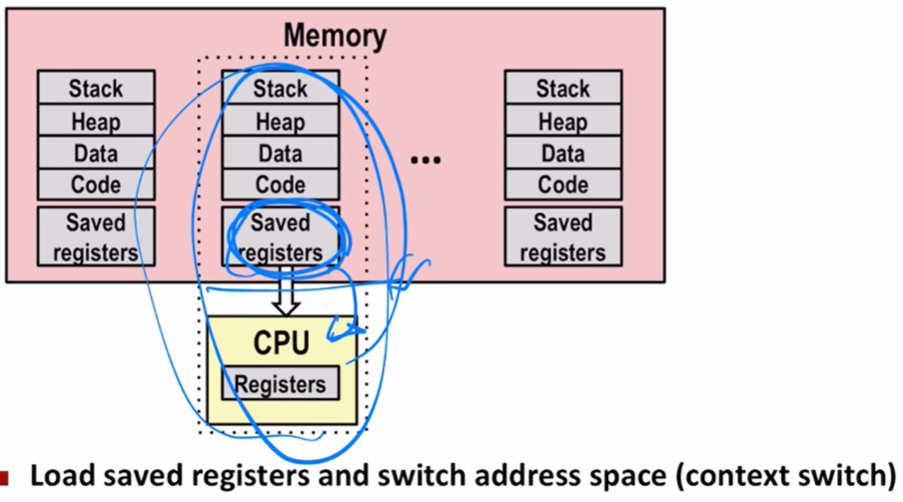 Memory
Stack Stack Stack
Heap Heap Heap
Data Data Data
... 
Code Code Code
Saved registers Saved registers Saved registers
CPU
Registers
Load saved registers and switch address space (context switch)